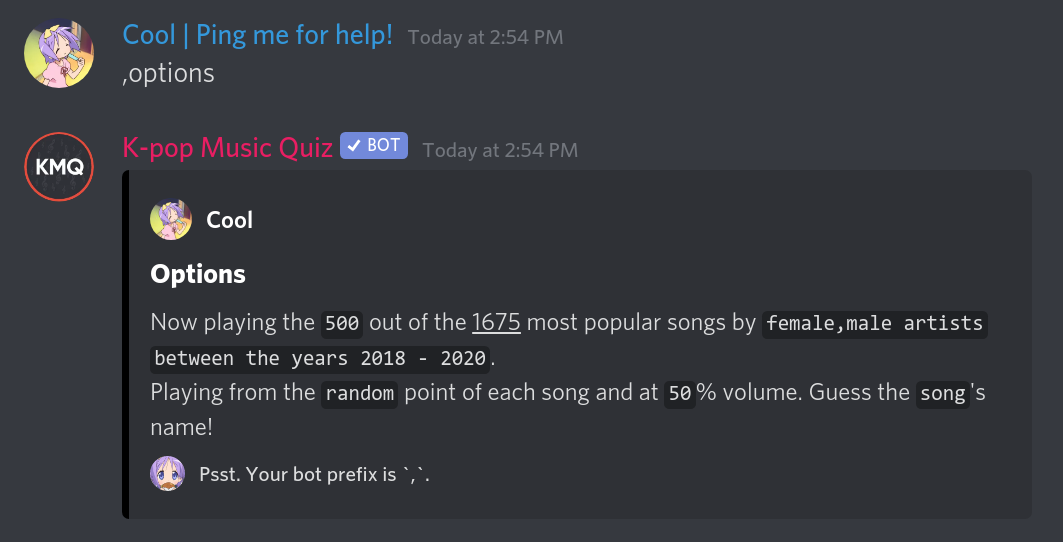 Cool | Ping me for help! Today at 2:54 PM
,options
KMQ
K-pop Music Quiz ✓ BOT Today at 2:54 PM
Cool
Options
Now playing the 500 out of the 1675 most popular songs by female,male artists
between the years 2018 - 2020.
Playing from the random point of each song and at 50% volume. Guess the song's
name!
Psst. Your bot prefix is `,`.